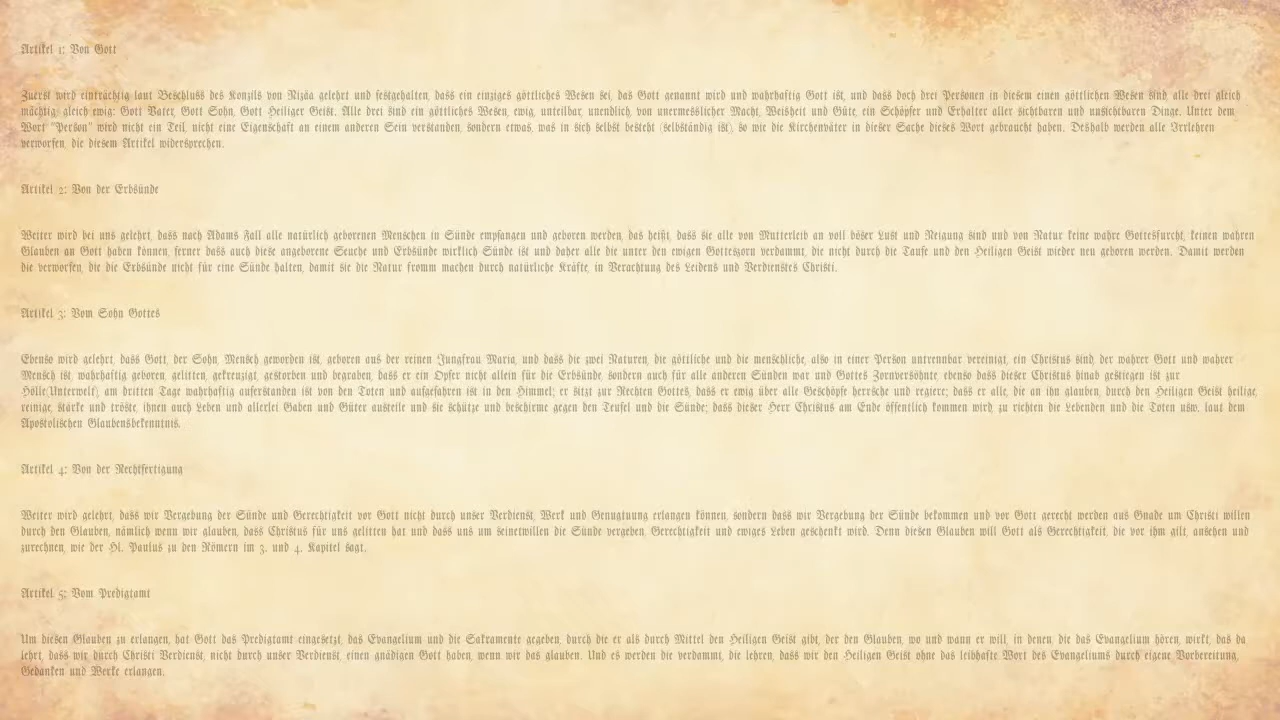 Artikel 1: Von Gott
Zuerst wird einträchtig laut Beschluss des Konzils von Nizäa gelehrt und festgehalten, dass ein einziges göttliches Wesen sei, das Gott genannt wird und wahrhaftig Gott ist, und dass doch drei Personen in diesem einen göttlichen Wesen sind, alle drei gleich
mächtig, gleich ewig: Gott Vater, Gott Sohn, Gott Heiliger Geist. Alle drei sind ein göttliches Wesen, ewig, unteilbar, unendlich, von unermesslicher Macht, Weisheit und Güte, ein Schöpfer und Erhalter aller sichtbaren und unsichtbaren Dinge. Unter dem
Wort "Person" wird nicht ein Teil, nicht eine Eigenschaft an einem anderen Sein verstanden, sondern etwas, was in sich selbst besteht (selbständig ist), so wie die Kirchenväter in dieser Sache dieses Wort gebraucht haben. Deshalb werden alle Irrlehren
verworfen, die diesem Artikel widersprechen.
Artikel 2: Von der Erbsünde
Weiter wird bei uns gelehrt, dass nach Adams Fall alle natürlich geborenen Menschen in Sünde empfangen und geboren werden, das heißt, dass sie alle von Mutterleib an voll böser Lust und Neigung sind und von Natur keine wahre Gottesfurcht, keinen wahren
Glauben an Gott haben können, ferner dass auch diese angeborene Seuche und Erbsünde wirklich Sünde ist und daher alle die unter den ewigen Gotteszorn verdammt, die nicht durch die Taufe und den Heiligen Geist wieder neu geboren werden. Damit werden
die verworfen, die die Erbsünde nicht für eine Sünde halten, damit sie die Natur fromm machen durch natürliche Kräfte, in Verachtung des Leidens und Verdienstes Christi.
Artikel 3: Vom Sohn Gottes
Ebenso wird gelehrt, dass Gott, der Sohn, Mensch geworden ist, geboren aus der reinen Jungfrau Maria, und dass die zwei Naturen, die göttliche und die menschliche, also in einer Person untrennbar vereinigt, ein Christus sind, der wahrer Gott und wahrer
Mensch ist, wahrhaftig geboren, gelitten, gekreuzigt, gestorben und begraben, dass er ein Opfer nicht allein für die Erbsünde, sondern auch für alle anderen Sünden war und Gottes Zornversöhnte, ebenso dass dieser Christus hinab gestiegen ist zur
Hölle(Unterwelt), am dritten Tage wahrhaftig auferstanden ist von den Toten und aufgefahren ist in den Himmel; er sitzt zur Rechten Gottes, dass er ewig über alle Geschöpfe herrsche und regiere; dass er alle, die an ihn glauben, durch den Heiligen Geist heilige,
reinige, stärke und tröste, ihnen auch Leben und allerlei Gaben und Güter austeile und sie schütze und beschirme gegen den Teufel und die Sünde; dass dieser Herr Christus am Ende öffentlich kommen wird, zu richten die Lebenden und die Toten usw. laut dem
Apostolischen Glaubensbekenntnis.
Artikel 4: Von der Rechtfertigung
Weiter wird gelehrt, dass wir Vergebung der Sünde und Gerechtigkeit vor Gott nicht durch unser Verdienst, Werk und Genugtuung erlangen können, sondern dass wir Vergebung der Sünde bekommen und vor Gott gerecht werden aus Gnade um Christi willen
durch den Glauben, nämlich wenn wir glauben, dass Christus für uns gelitten hat und dass uns um seinetwillen die Sünde vergeben, Gerechtigkeit und ewiges Leben geschenkt wird. Denn diesen Glauben will Gott als Gerechtigkeit, die vor ihm gilt, ansehen und
zurechnen, wie der Hl. Paulus zu den Römern im 3. und 4. Kapitel sagt.
Artikel 5: Vom Predigtamt
Um diesen Glauben zu erlangen, hat Gott das Predigtamt eingesetzt, das Evangelium und die Sakramente gegeben, durch die er als durch Mittel den Heiligen Geist gibt, der den Glauben, wo und wann er will, in denen, die das Evangelium hören, wirkt, das da
lehrt, dass wir durch Christi Verdienst, nicht durch unser Verdienst, einen gnädigen Gott haben, wenn wir das glauben. Und es werden die verdammt, die lehren, dass wir den Heiligen Geist ohne das leibhafte Wort des Evangeliums durch eigene Vorbereitung,
Gedanken und Werke erlangen.